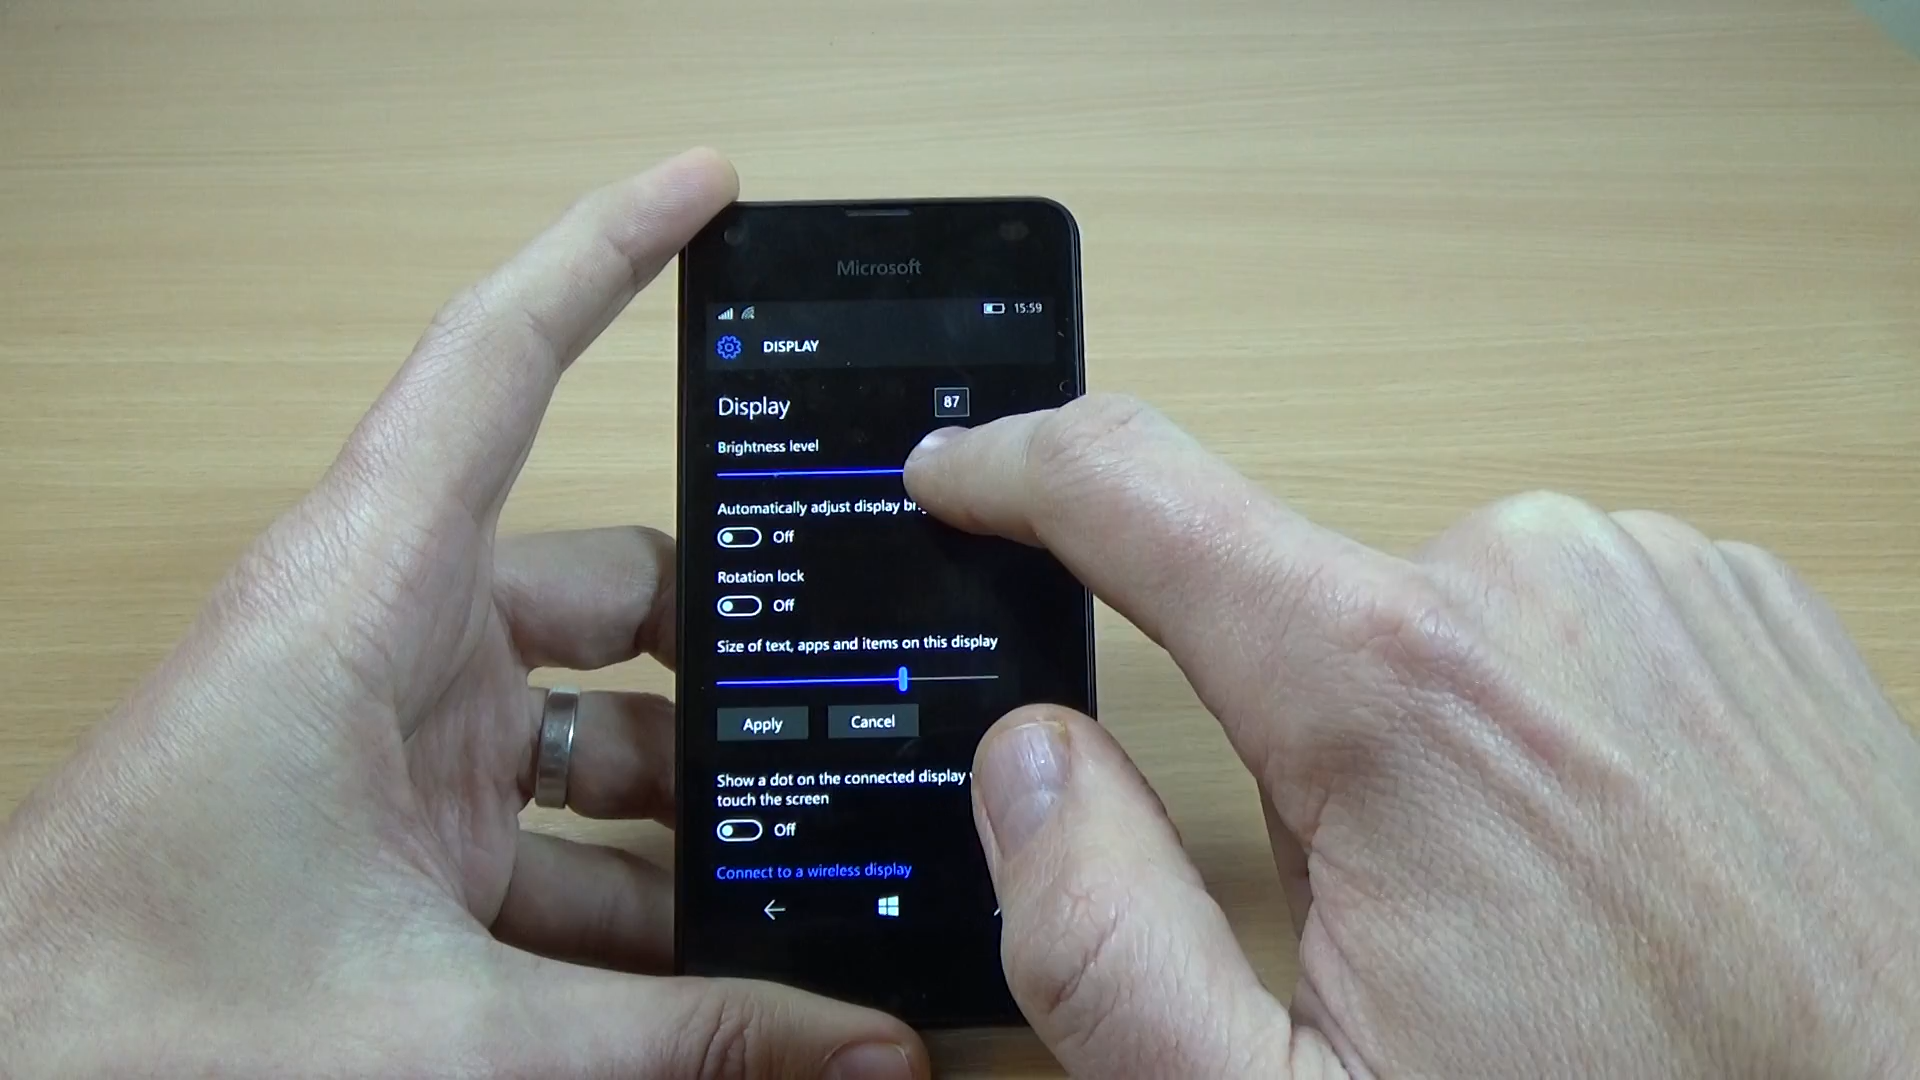 Microsoft
15:59
DISPLAY
Display
87
Brightness level
Automatically adjust display
Off
Rotation lock
Off
Size of text, apps and items on this display
Apply
Cancel
Show a dot on the connected display
touch the screen
Off
Connect to a wireless display